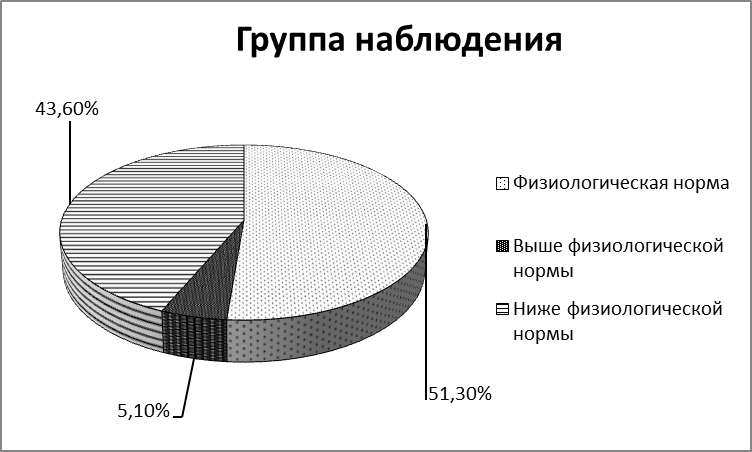 Группа наблюдения
43,60%
Физиологическая норма
Выше физиологической
нормы
Ниже физиологической
нормы
5,10%
51,30%